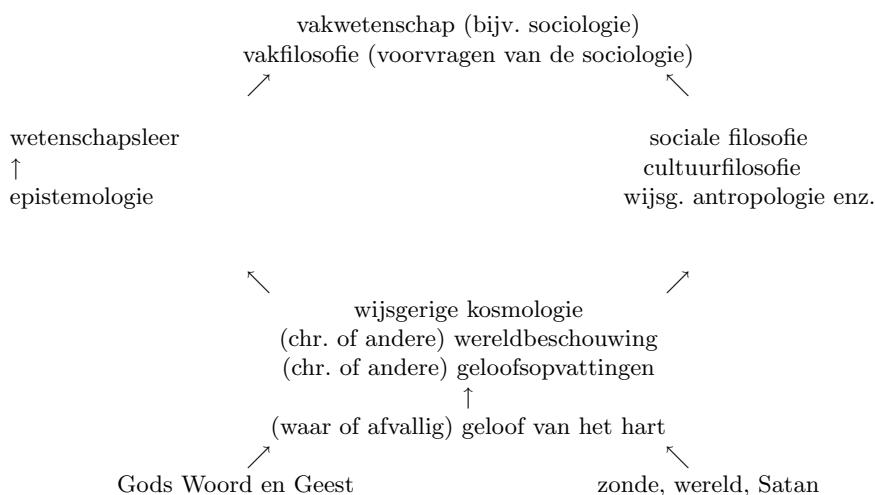 vakwetenschap (bijv. sociologie)
vakfilosofie (voorvragen van de sociologie)
wetenschapsleer
↑
epistemologie
sociale filosofie
cultuurfilosofie
wijsg. antropologie enz.
wijsgerige kosmologie
(chr. of andere) wereldbeschouwing
(chr. of andere) geloofsopvattingen
↑
(waar of afvallig) geloof van het hart
Gods Woord en Geest
zonde, wereld, Satan